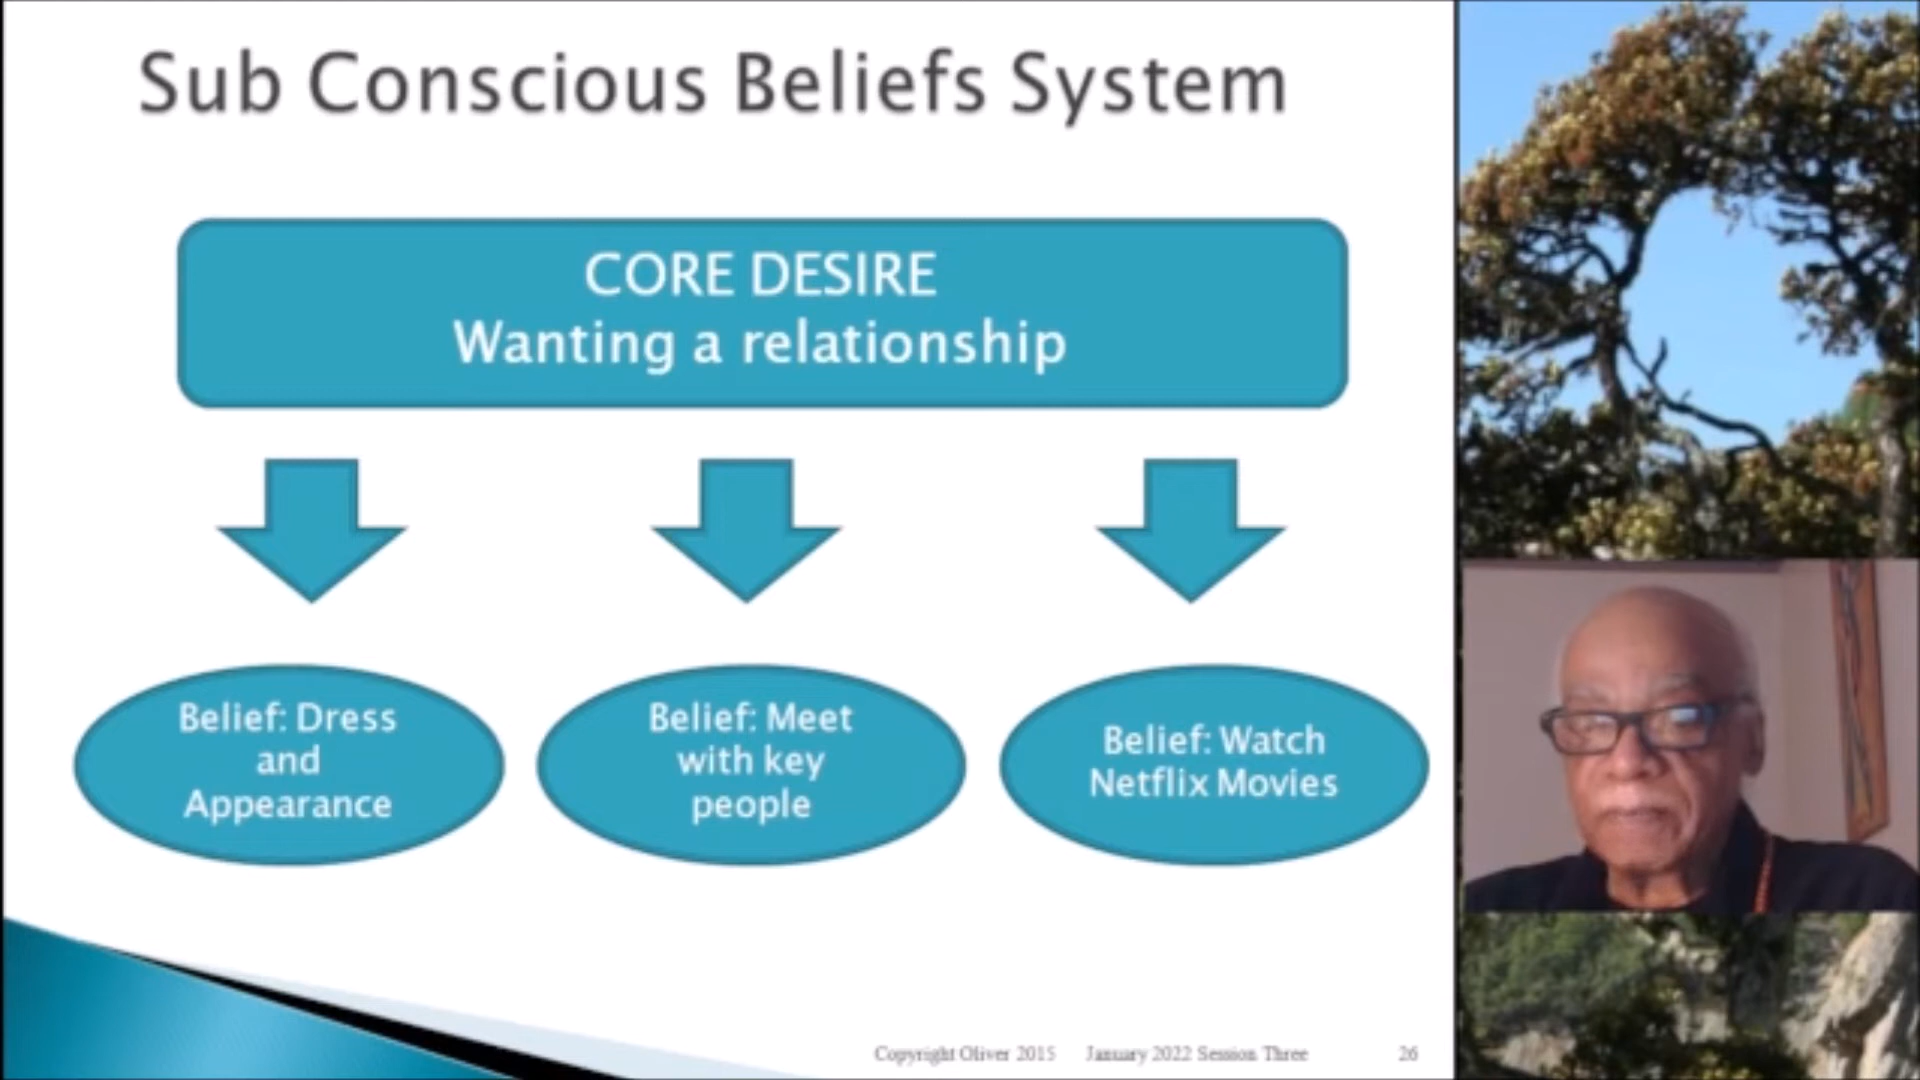 Sub Conscious Beliefs System
CORE DESIRE
Wanting a relationship
Belief: Dress
and
Appearance
Belief: Meet
with key
people
Belief: Watch
Netflix Movies
Copyright Oliver 2015 January 2022 Session Three 26